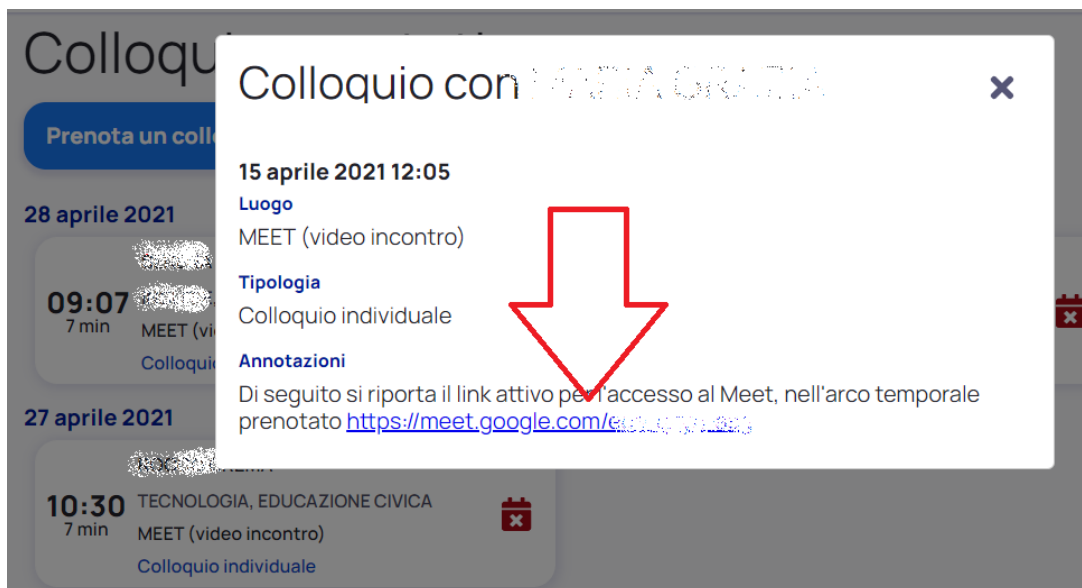 Colloqu
Prenota un coll
28 aprile 2021
09:07
7 min
MEET (vi
Colloqui
27 aprile 2021
10:30
7 min
TECNOLOGIA, EDUCAZIONE CIVICA
MEET (video incontro)
Colloquio individuale
Colloquio con
15 aprile 2021 12:05
Luogo
MEET (video incontro)
Tipologia
Colloquio individuale
Annotazioni
Di seguito si riporta il link attivo per l'accesso al Meet, nell'arco temporale
prenotato https://meet.google.com/